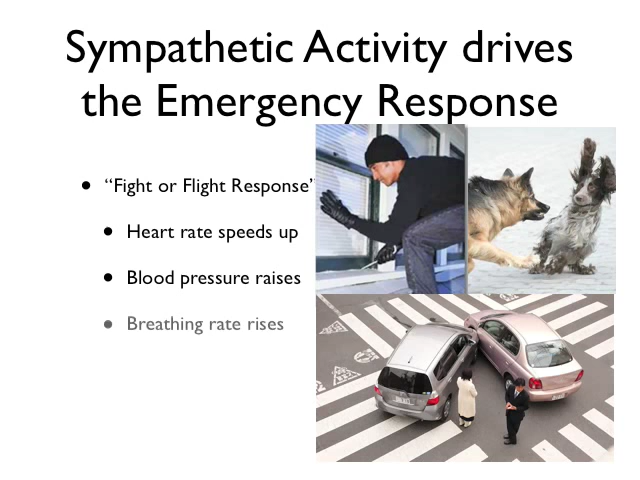 Sympathetic Activity drives
the Emergency Response
• “Fight or Flight Response”
• Heart rate speeds up
• Blood pressure raises
• Breathing rate rises